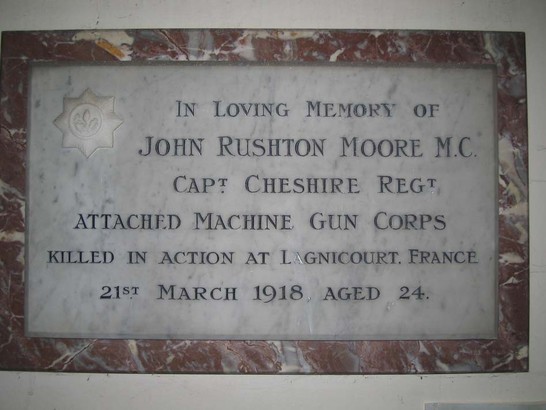 In Loving Memory of
John Rushton Moore M.C.
Capt Cheshire Regt
attached Machine Gun Corps
killed in action at Lagnicourt. France
21st March 1918, aged 24.